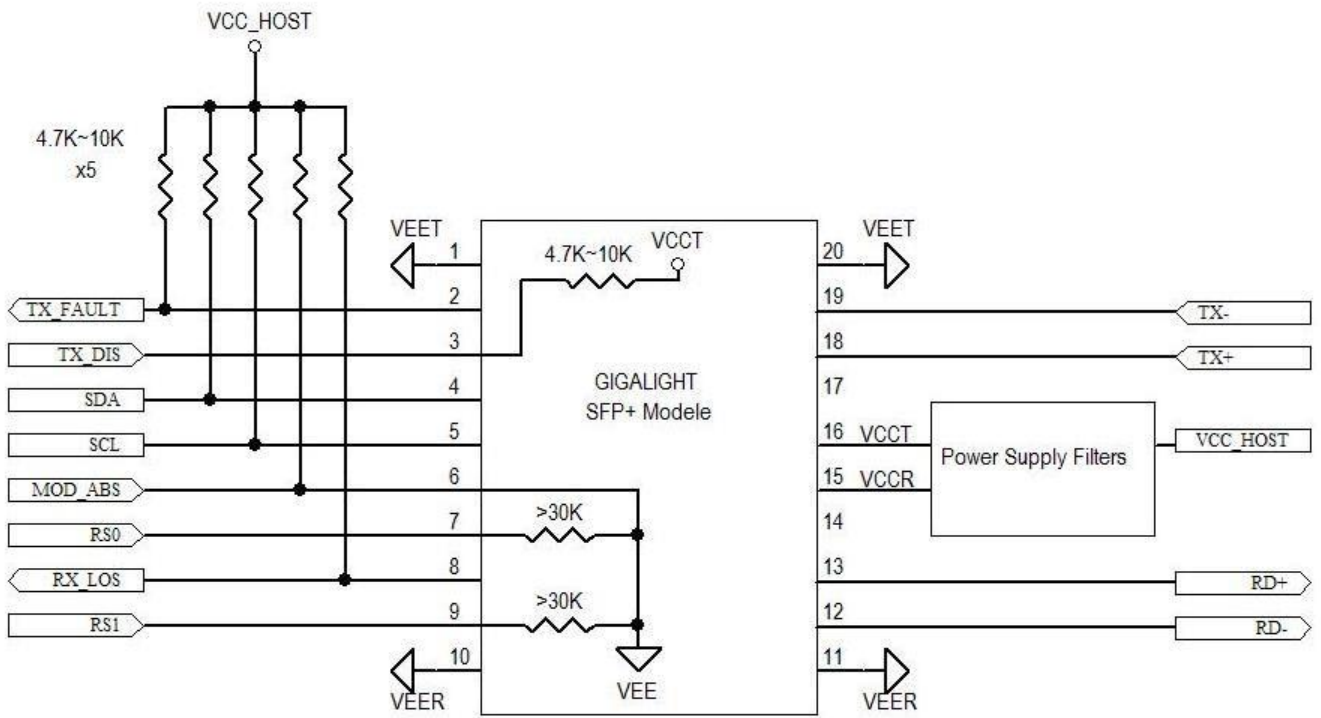 VCC_HOST
4.7K~10K
x5
VEET
1
4.7K~10K
VCCT
20
VEET
TX_FAULT
2
19
TX-
TX_DIS
3
18
TX+
SDA
4
GIGALIGHT
SFP+ Modele
17
SCL
5
16 VCCT
Power Supply Filters
VCC_HOST
MOD_ABS
6
15 VCCR
RS0
7
>30K
14
RX_LOS
8
13
RD+
RS1
9
>30K
12
RD-
10
VEER
VEE
11
VEER